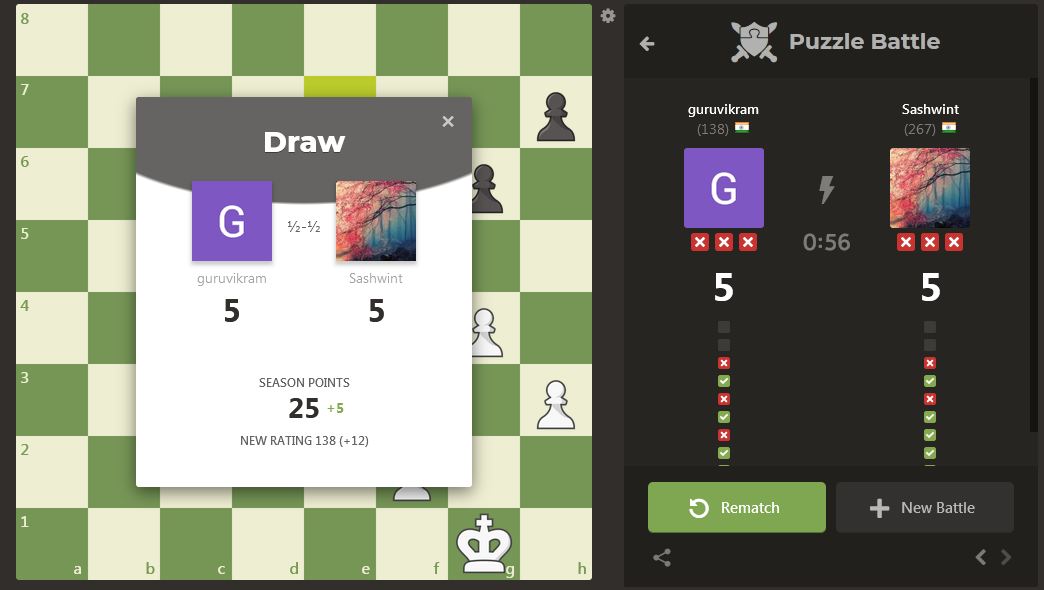 8
7
6
5
4
3
2
1
a b c d e f g h
Draw
×
G
½-½
guruvikram
Sashwint
5
5
SEASON POINTS
25 +5
NEW RATING 138 (+12)
Puzzle Battle
guruvikram
Sashwint
(138)
(267)
G
0:56
5
5
Rematch
New Battle